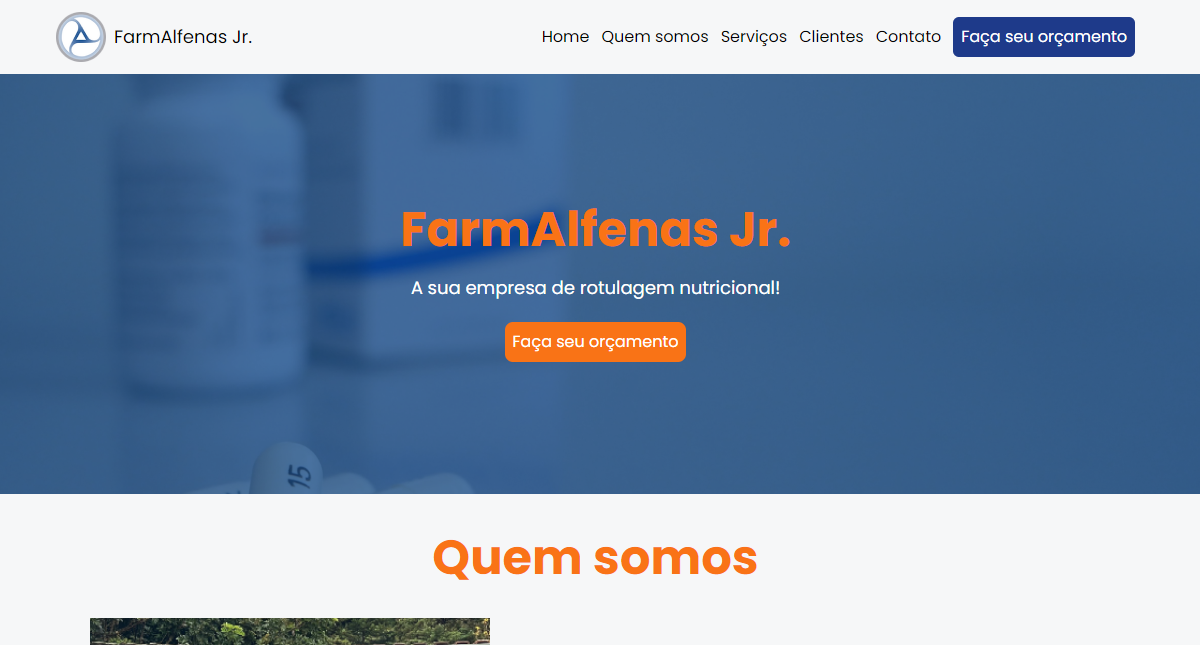 FarmAlfenas Jr.
Home Quem somos Serviços Clientes Contato Faça seu orçamento
FarmAlfenas Jr.
A sua empresa de rotulagem nutricional!
Faça seu orçamento
15
Quem somos